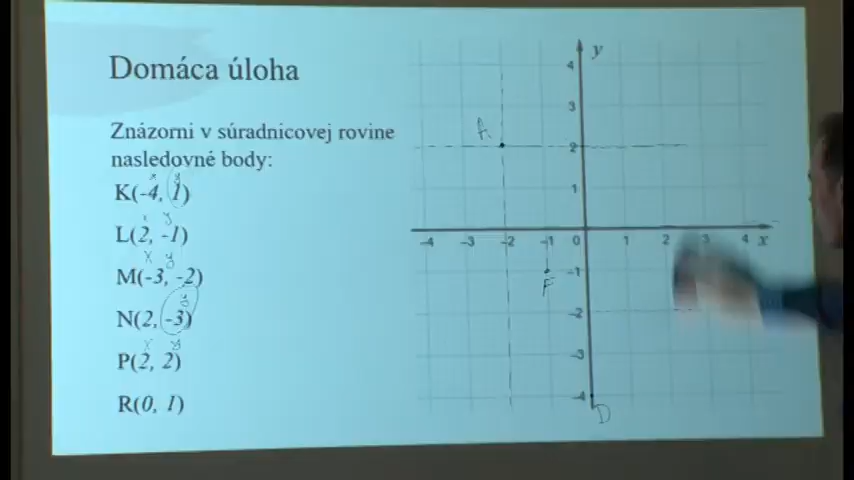 Domáca úloha
Znázorni v súradnicovej rovine
nasledovné body:
x y
K(-4, 1)
x y
L(2, -1)
x y
M(-3, -2)
y
N(2, -3)
x y
P(2, 2)
R(0, 1)
y
4
3
A
2
1
-4 -3 -2 -1 0 1 2 3 4 x
-1
F
-2
-3
-4
D